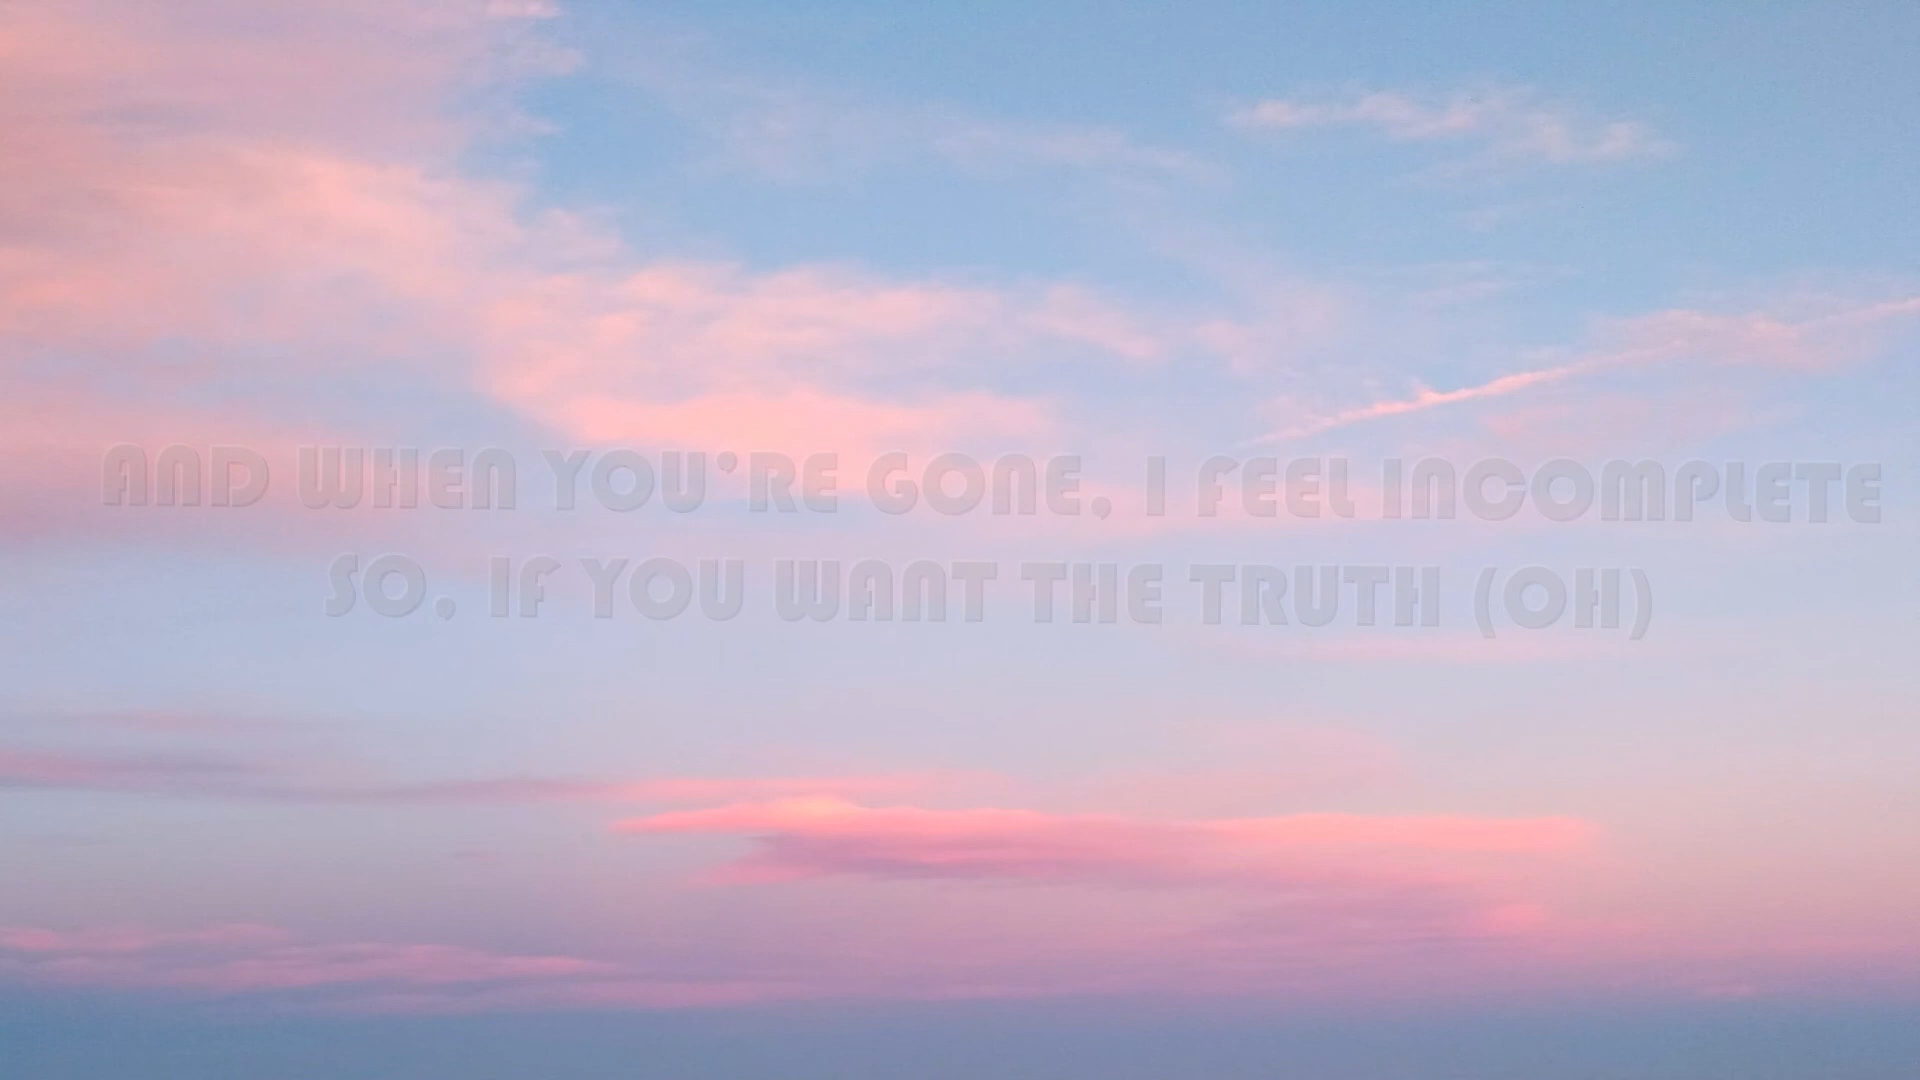 AND WHEN YOU'RE GONE, I FEEL INCOMPLETE
SO, IF YOU WANT THE TRUTH (OH)